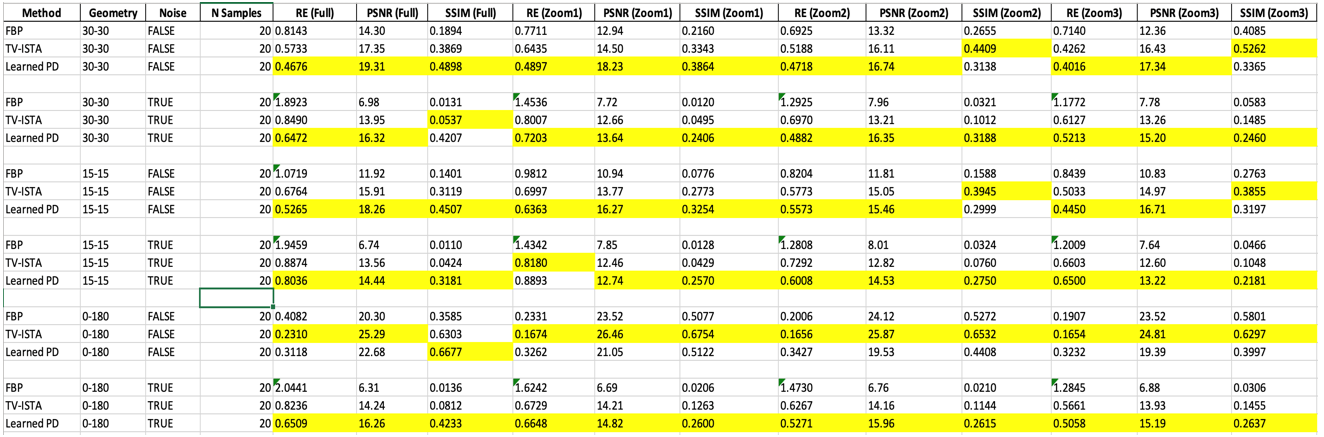 Method Geometry Noise N Samples RE (Full) PSNR (Full) SSIM (Full) RE (Zoom1) PSNR (Zoom1) SSIM (Zoom1) RE (Zoom2) PSNR (Zoom2) SSIM (Zoom2) RE (Zoom3) PSNR (Zoom3) SSIM (Zoom3)
FBP 30-30 FALSE 20 0.8143 14.30 0.1894 0.7711 12.94 0.2160 0.6925 13.32 0.2655 0.7140 12.36 0.4085
TV-ISTA 30-30 FALSE 20 0.5733 17.35 0.3869 0.6435 14.50 0.3343 0.5188 16.11 0.4409 0.4262 16.43 0.5262
Learned PD 30-30 FALSE 20 0.4676 19.31 0.4898 0.4897 18.23 0.3864 0.4718 16.74 0.3138 0.4016 17.34 0.3365
FBP 30-30 TRUE 20 1.8923 6.98 0.0131 1.4536 7.72 0.0120 1.2925 7.96 0.0321 1.1772 7.78 0.0583
TV-ISTA 30-30 TRUE 20 0.8490 13.95 0.0537 0.8007 12.66 0.0495 0.6970 13.21 0.1012 0.6127 13.26 0.1485
Learned PD 30-30 TRUE 20 0.6472 16.32 0.4207 0.7203 13.64 0.2406 0.4882 16.35 0.3188 0.5213 15.20 0.2460
FBP 15-15 FALSE 20 1.0719 11.92 0.1401 0.9812 10.94 0.0776 0.8204 11.81 0.1588 0.8439 10.83 0.2763
TV-ISTA 15-15 FALSE 20 0.6764 15.91 0.3119 0.6997 13.77 0.2773 0.5773 15.05 0.3945 0.5033 14.97 0.3855
Learned PD 15-15 FALSE 20 0.5265 18.26 0.4507 0.6363 16.27 0.3254 0.5573 15.46 0.2999 0.4450 16.71 0.3197
FBP 15-15 TRUE 20 1.9459 6.74 0.0110 1.4342 7.85 0.0128 1.2808 8.01 0.0324 1.2009 7.64 0.0466
TV-ISTA 15-15 TRUE 20 0.8874 13.56 0.0424 0.8180 12.46 0.0429 0.7292 12.82 0.0760 0.6603 12.60 0.1048
Learned PD 15-15 TRUE 20 0.8036 14.44 0.3181 0.8893 12.74 0.2570 0.6008 14.53 0.2750 0.6500 13.22 0.2181
FBP 0-180 FALSE 20 0.4082 20.30 0.3585 0.2331 23.52 0.5077 0.2006 24.12 0.5272 0.1907 23.52 0.5801
TV-ISTA 0-180 FALSE 20 0.2310 25.29 0.6303 0.1674 26.46 0.6754 0.1656 25.87 0.6532 0.1654 24.81 0.6297
Learned PD 0-180 FALSE 20 0.3118 22.68 0.6677 0.3262 21.05 0.5122 0.3427 19.53 0.4408 0.3232 19.39 0.3997
FBP 0-180 TRUE 20 2.0441 6.31 0.0136 1.6242 6.69 0.0206 1.4730 6.76 0.0210 1.2845 6.88 0.0306
TV-ISTA 0-180 TRUE 20 0.8236 14.24 0.0812 0.6729 14.21 0.1263 0.6267 14.16 0.1144 0.5661 13.93 0.1455
Learned PD 0-180 TRUE 20 0.6509 16.26 0.4233 0.6648 14.82 0.2600 0.5271 15.96 0.2615 0.5058 15.19 0.2637